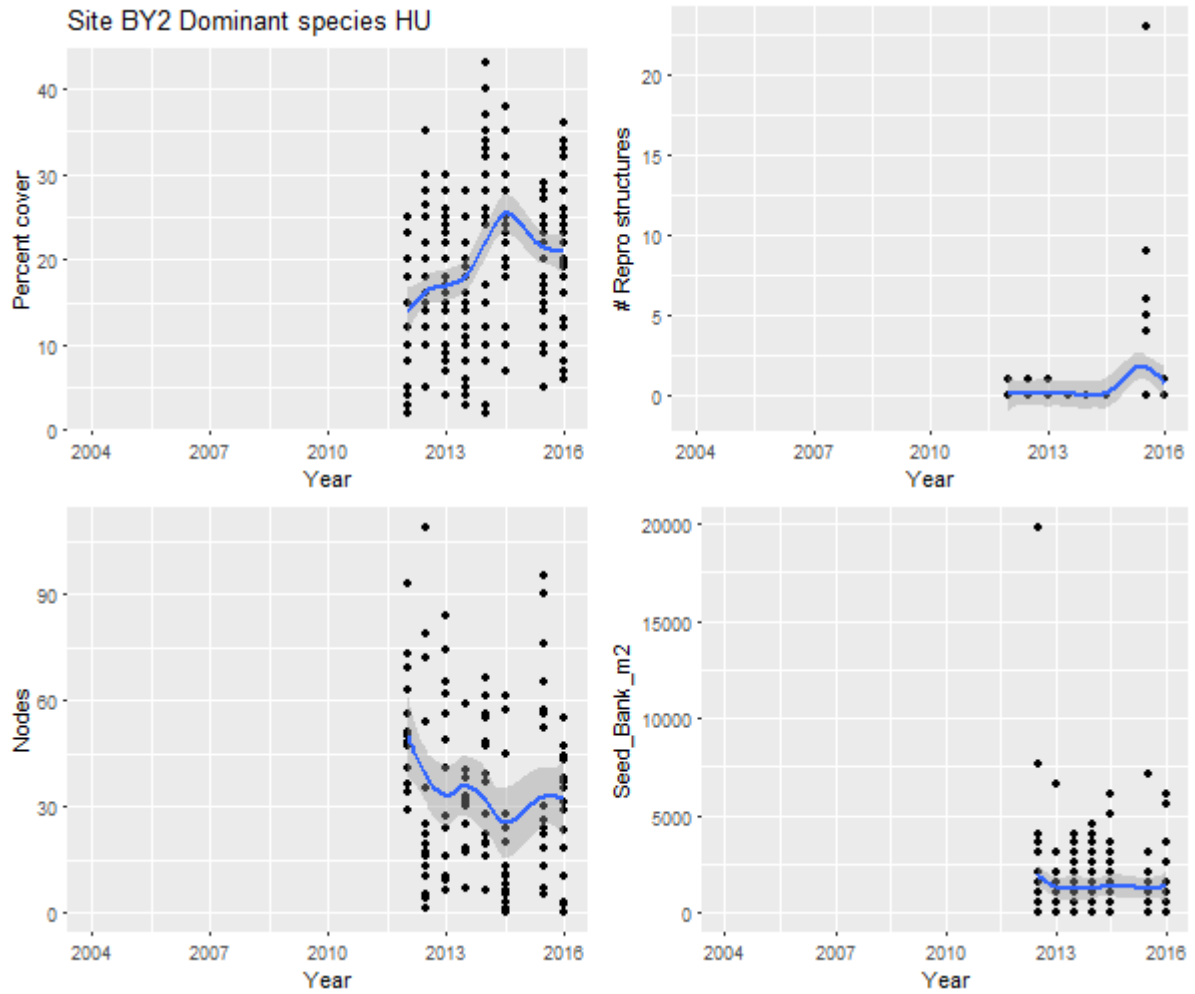 Site BY2 Dominant species HU
40
30
20
10
0
Percent cover
2004 2007 2010 2013 2016
Year
20
15
10
5
0
# Repro structures
2004 2007 2010 2013 2016
Year
90
60
30
0
Nodes
2004 2007 2010 2013 2016
Year
20000
15000
10000
5000
0
Seed_Bank_m2
2004 2007 2010 2013 2016
Year